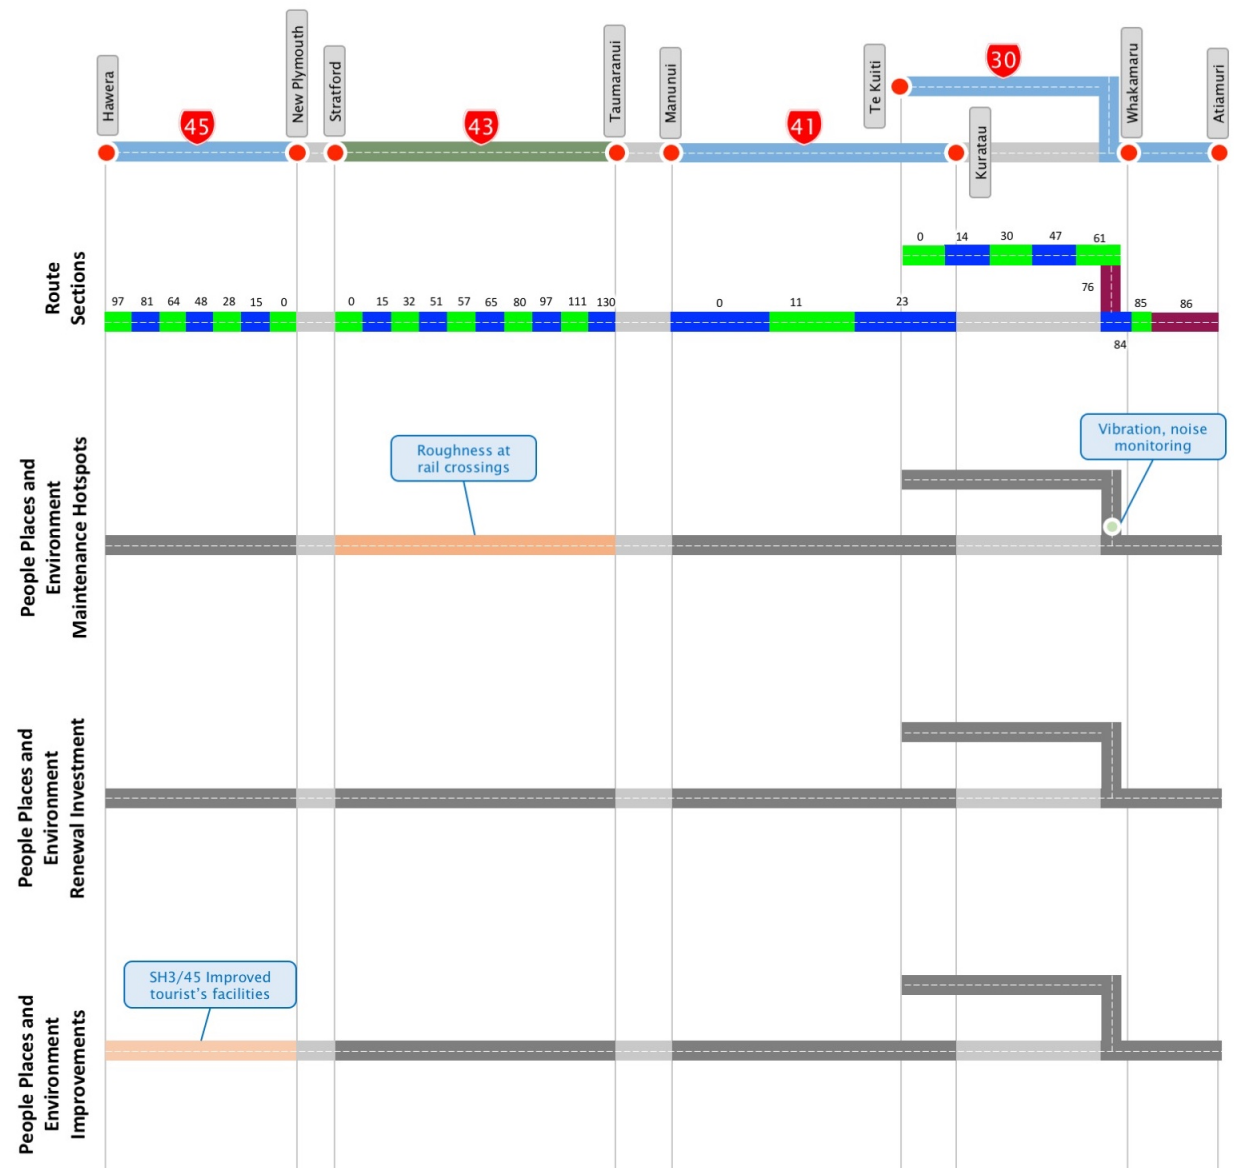 Hawera
New Plymouth
Stratford
Taumaranui
Manunui
Te Kuiti
Kuratau
Whakamaru
Atiamuri
45
43
41
30
Route
Sections
0 14 30 47 61
76
97 81 64 48 28 15 0
0 15 32 51 57 65 80 97 111 130
0 11 23
85 86
84
People Places and
Environment
Maintenance Hotspots
Roughness at
rail crossings
Vibration, noise
monitoring
People Places and
Environment
Renewal Investment
People Places and
Environment
Improvements
SH3/45 Improved
tourist’s facilities